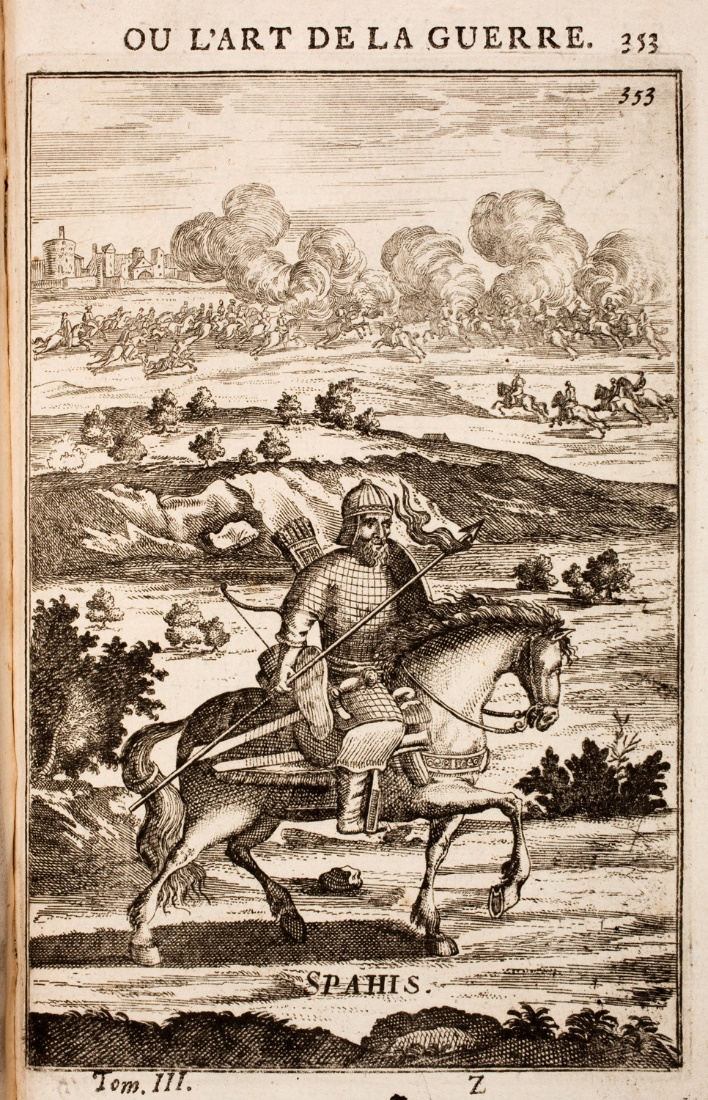 OU L'ART DE LA GUERRE. 353
353
SPAHIS.
Tom. III. Z